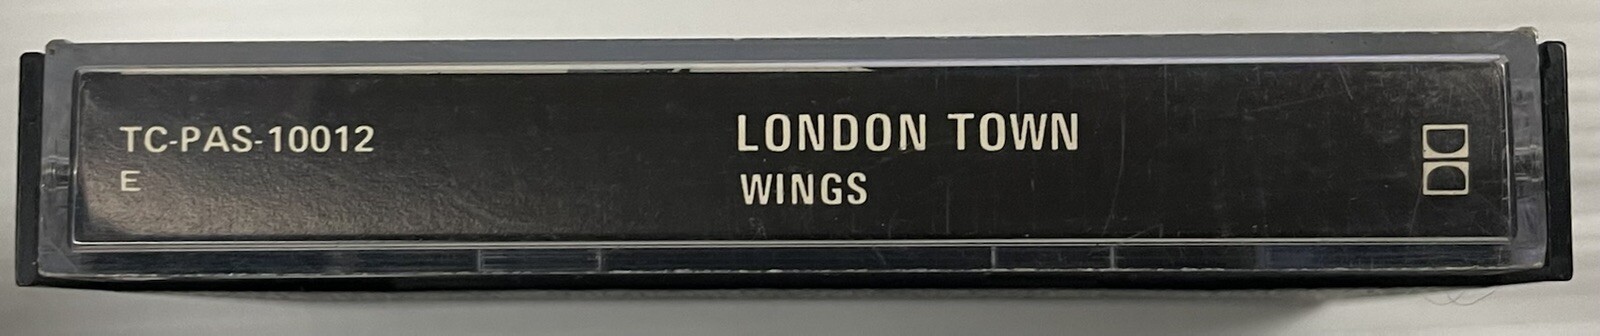 TC-PAS-10012
E
LONDON TOWN
WINGS